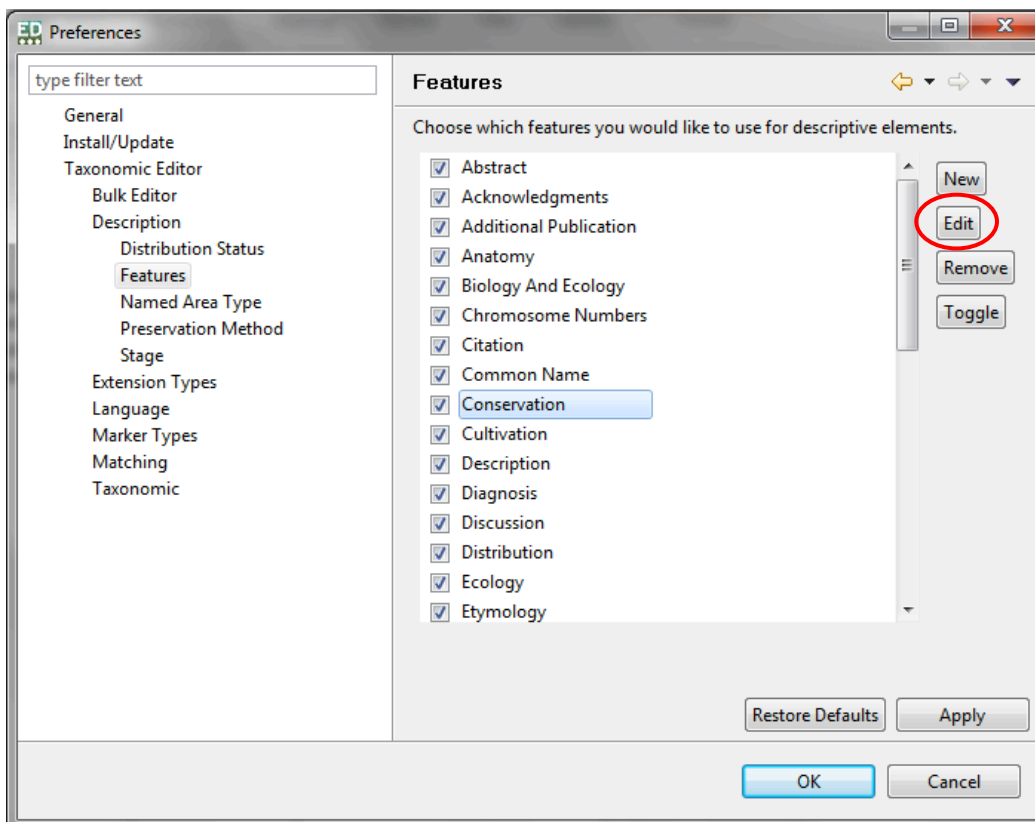 ED Preferences
type filter text
General
Install/Update
Taxonomic Editor
Bulk Editor
Description
Distribution Status
Features
Named Area Type
Preservation Method
Stage
Extension Types
Language
Marker Types
Matching
Taxonomic
Features
Choose which features you would like to use for descriptive elements.
Abstract
Acknowledgments
Additional Publication
Anatomy
Biology And Ecology
Chromosome Numbers
Citation
Common Name
Conservation
Cultivation
Description
Diagnosis
Discussion
Distribution
Ecology
Etymology
New
Edit
Remove
Toggle
Restore Defaults
Apply
OK
Cancel